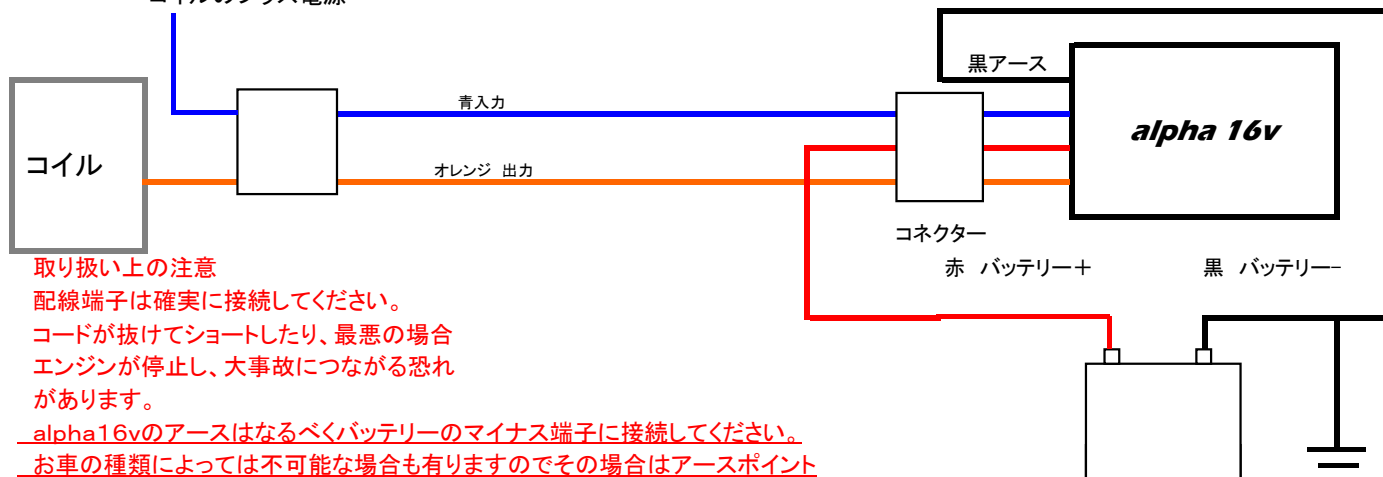 コイルのプラス電源
黒アース
青入力
alpha 16v
コイル
オレンジ 出力
コネクター
赤 バッテリー＋
黒 バッテリー−
取り扱い上の注意
配線端子は確実に接続してください。
コードが抜けてショートしたり、最悪の場合
エンジンが停止し、大事故につながる恐れ
があります。
alpha16vのアースはなるべくバッテリーのマイナス端子に接続してください。
お車の種類によっては不可能な場合も有りますのでその場合はアースポイント